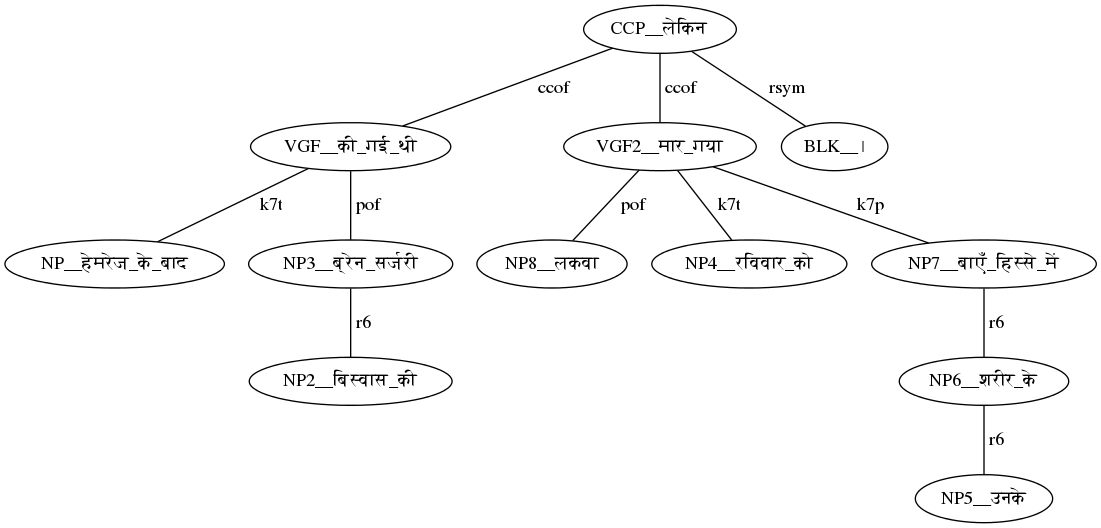 CCP__लेकिन
ccof ccof rsym
VGF__की_गई_थी VGF2__मार_गया BLK__।
k7t pof pof k7t k7p
NP__हेमरेज_के_बाद NP3__ब्रेन_सर्जरी NP8__लकवा NP4__रविवार_को NP7__बाएँ_हिस्से_में
r6 r6
NP2__बिस्वास_की NP6__शरीर_के
r6
NP5__उनके